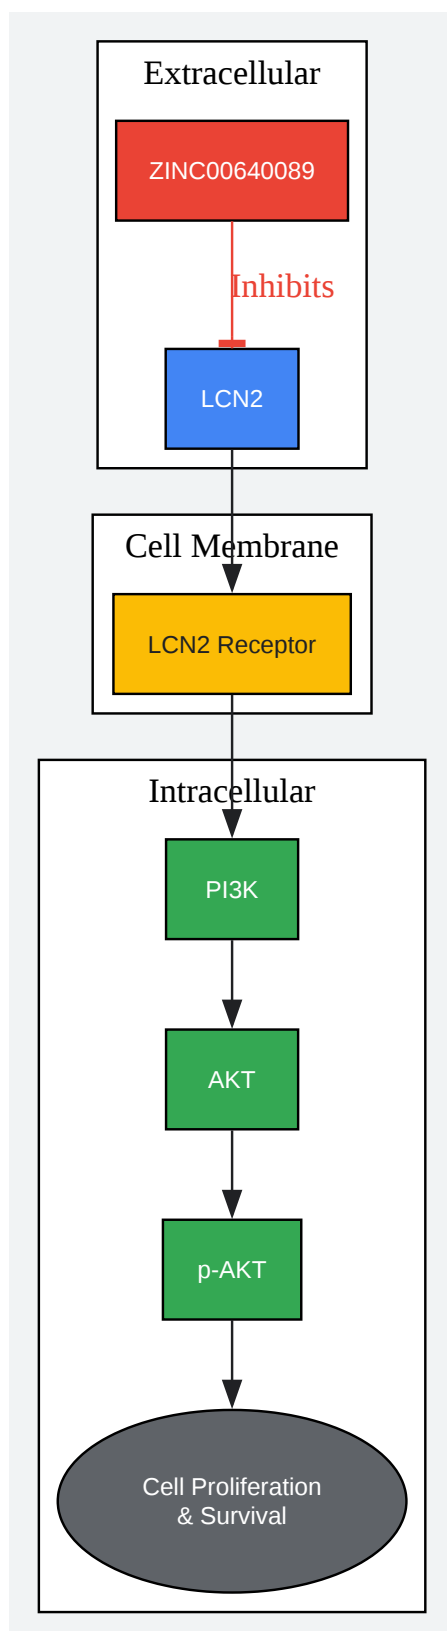 Extracellular
ZINC00640089
Inhibits
LCN2
Cell Membrane
LCN2 Receptor
Intracellular
PI3K
AKT
p-AKT
Cell Proliferation
& Survival